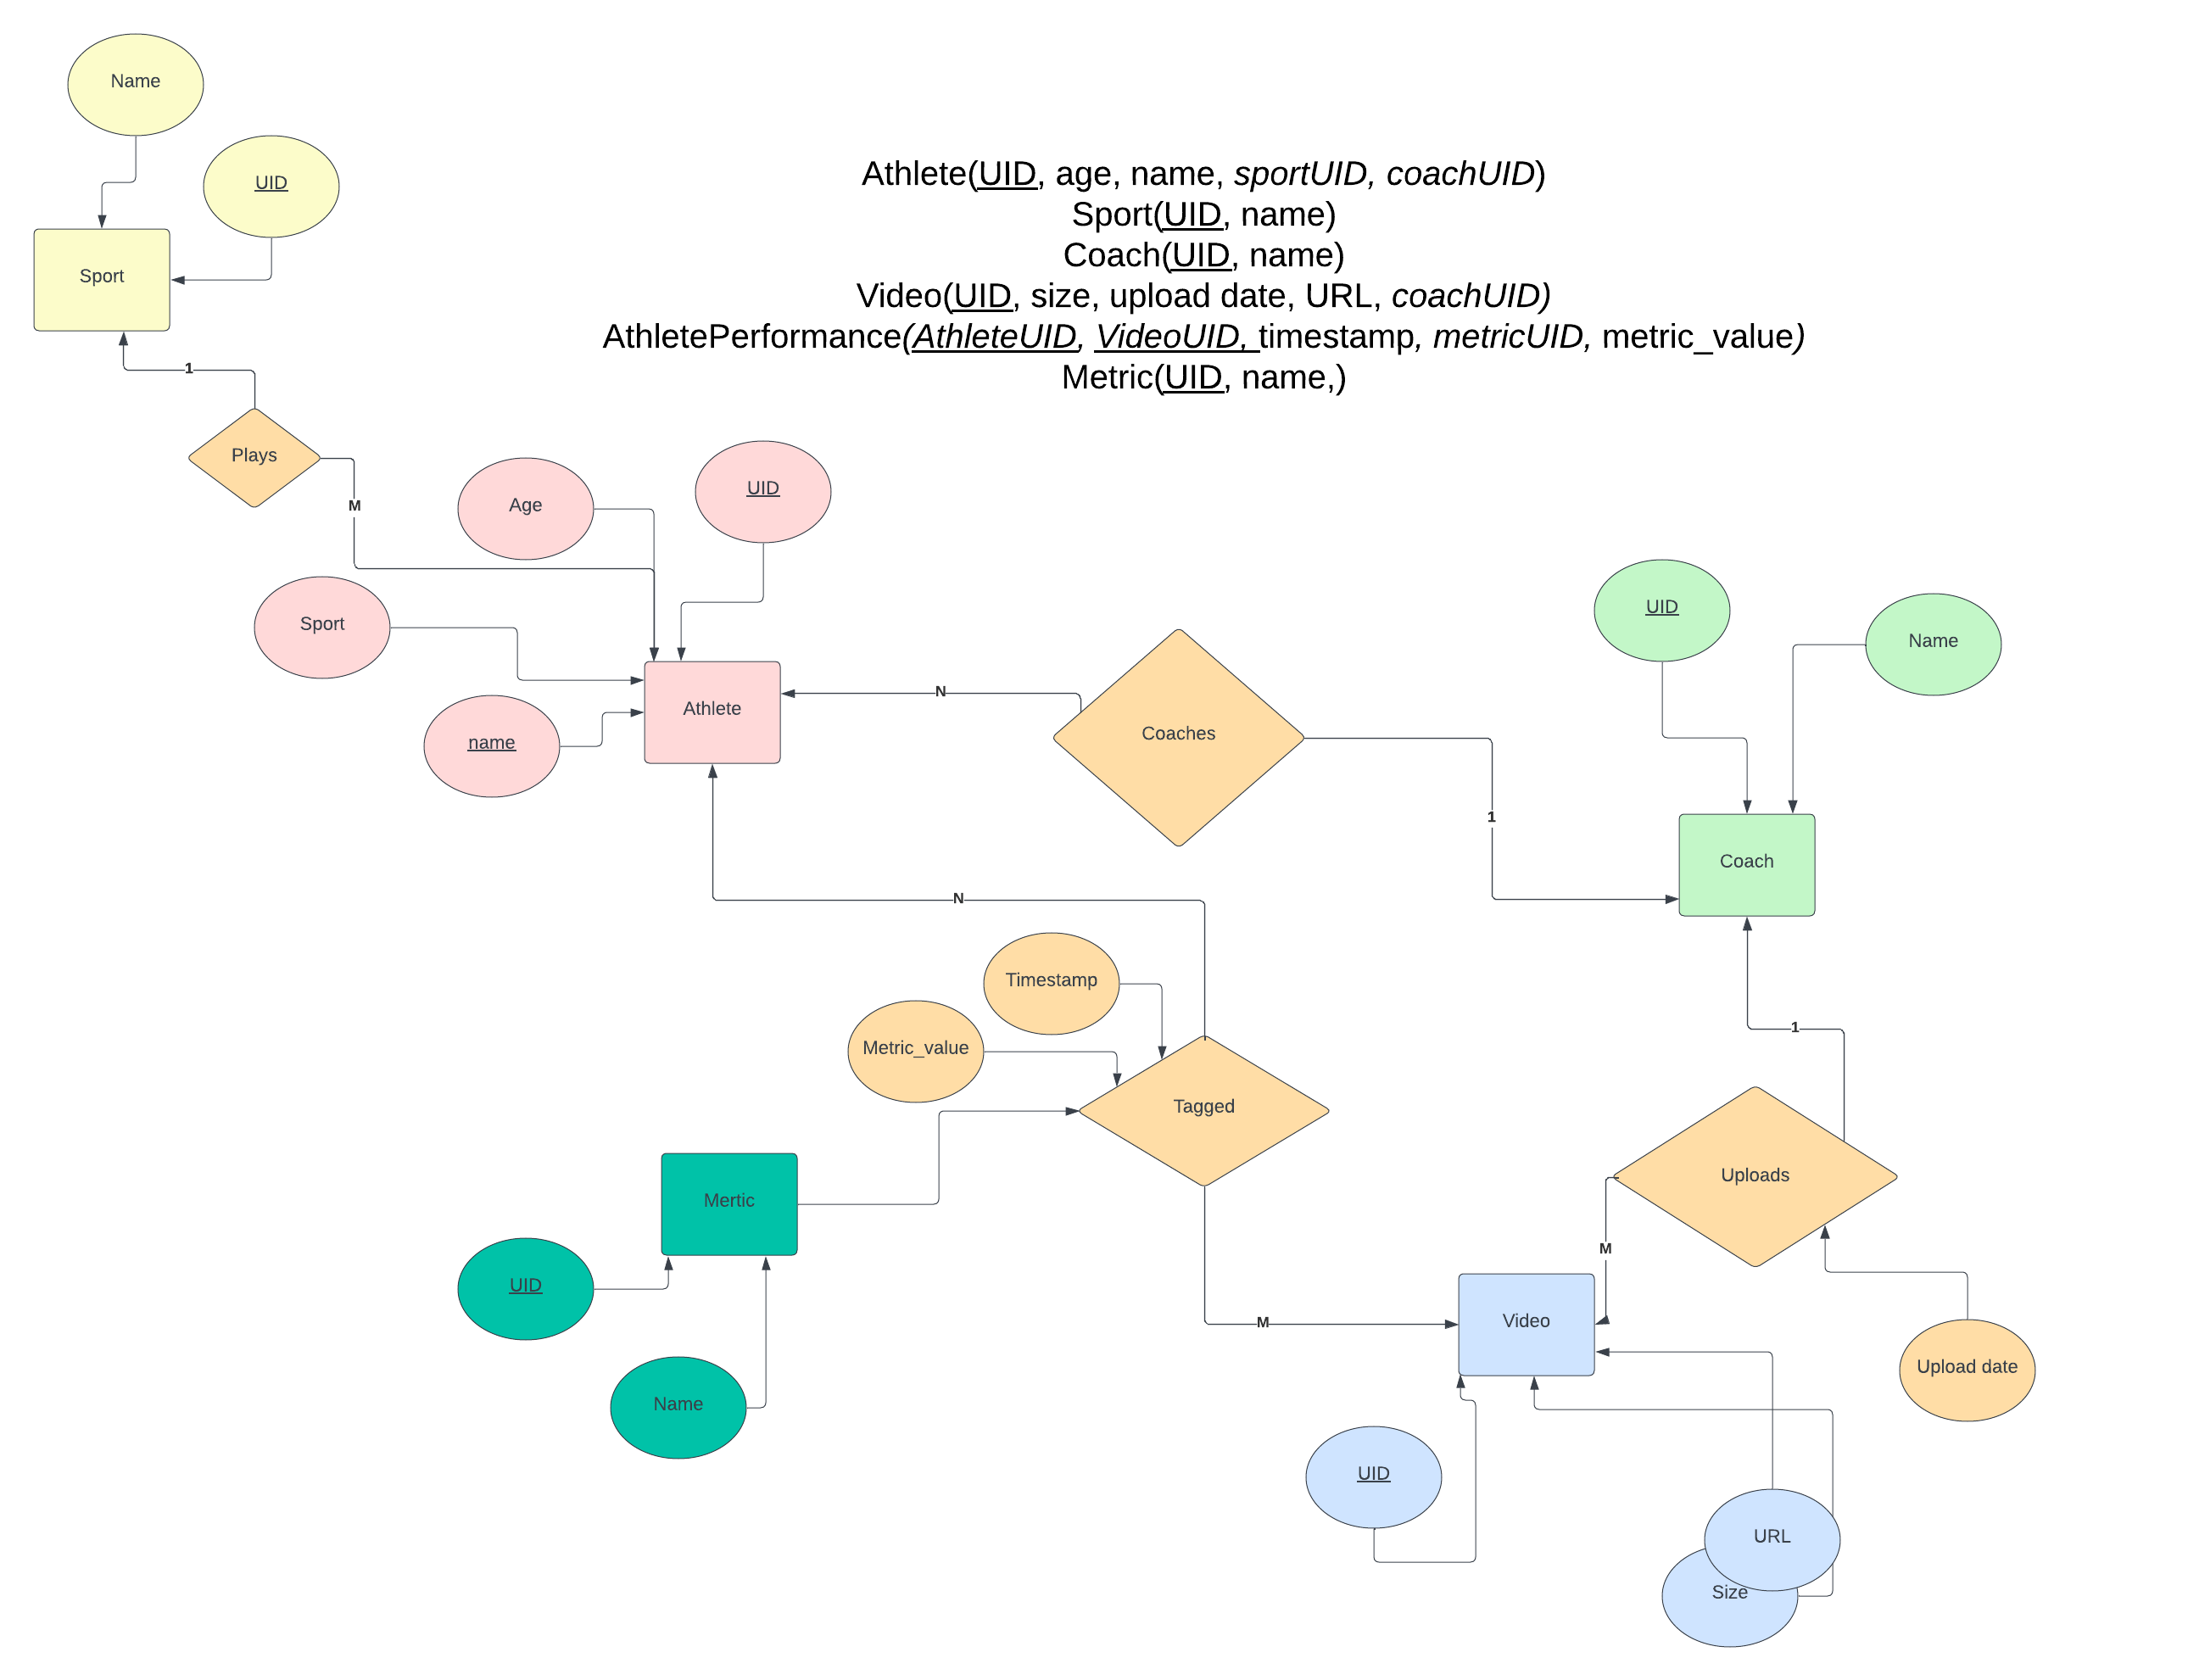 Name
UID
Sport
Athlete(UID, age, name, sportUID, coachUID)
Sport(UID, name)
Coach(UID, name)
Video(UID, size, upload date, URL, coachUID)
AthletePerformance(AthleteUID, VideoUID, timestamp, metricUID, metric_value)
Metric(UID, name,)
1
Plays
M
Age
UID
Sport
name
Athlete
N
Coaches
1
UID
Name
Coach
N
Timestamp
Metric_value
Tagged
1
Uploads
M
Mertic
UID
Name
M
Video
Upload date
UID
URL
Size